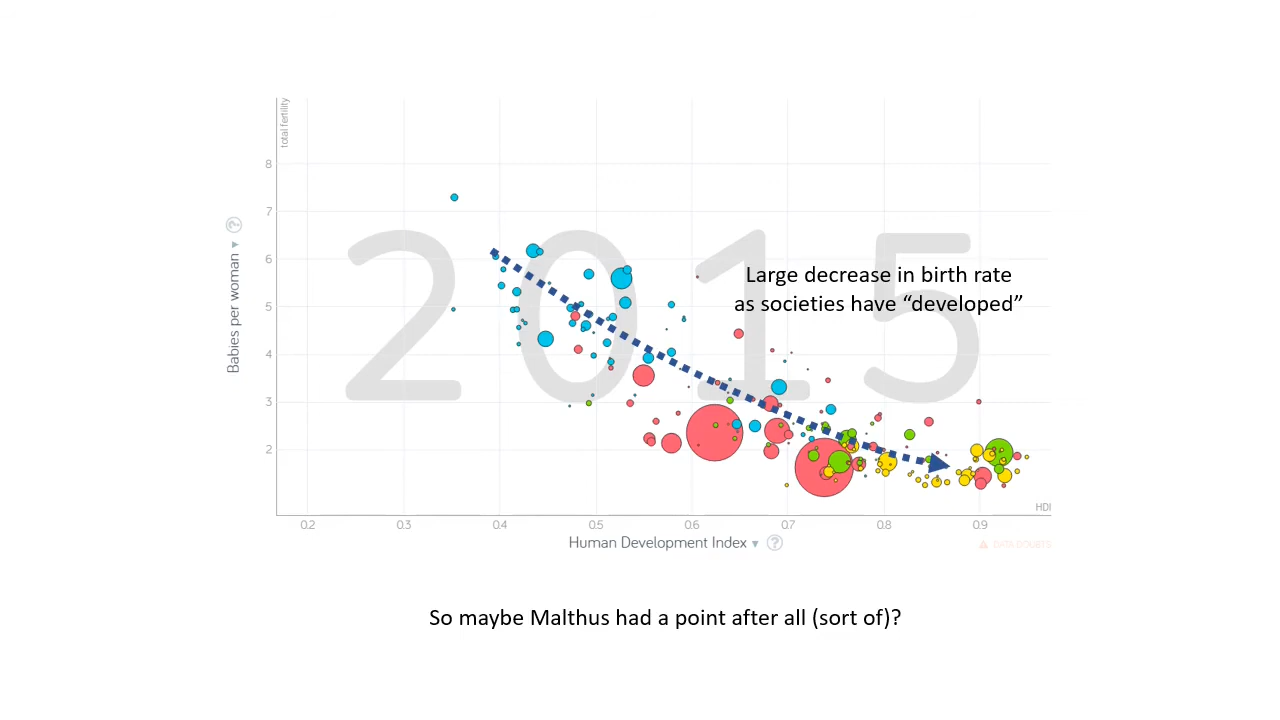 total fertility
8
7
6
5
4
3
2
Babies per woman ▾ ?
2015
Large decrease in birth rate
as societies have “developed”
HDI
0.2 0.3 0.4 0.5 0.6 0.7 0.8 0.9
Human Development Index ▾ ?
DATA DOUBTS
So maybe Malthus had a point after all (sort of)?